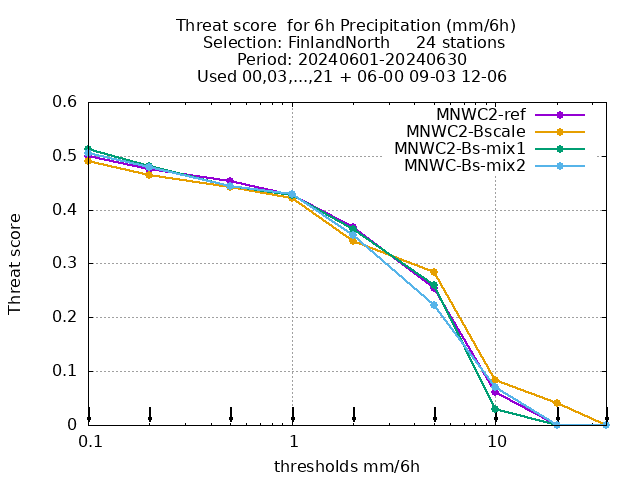 Threat score  for 6h Precipitation (mm/6h)
Selection: FinlandNorth     24 stations
Period: 20240601-20240630
Used 00,03,...,21 + 06-00 09-03 12-06
MNWC2-ref
MNWC2-Bscale
MNWC2-Bs-mix1
MNWC-Bs-mix2
0.6
0.5
0.4
0.3
0.2
0.1
0
Threat score
0.1 1 10
thresholds mm/6h